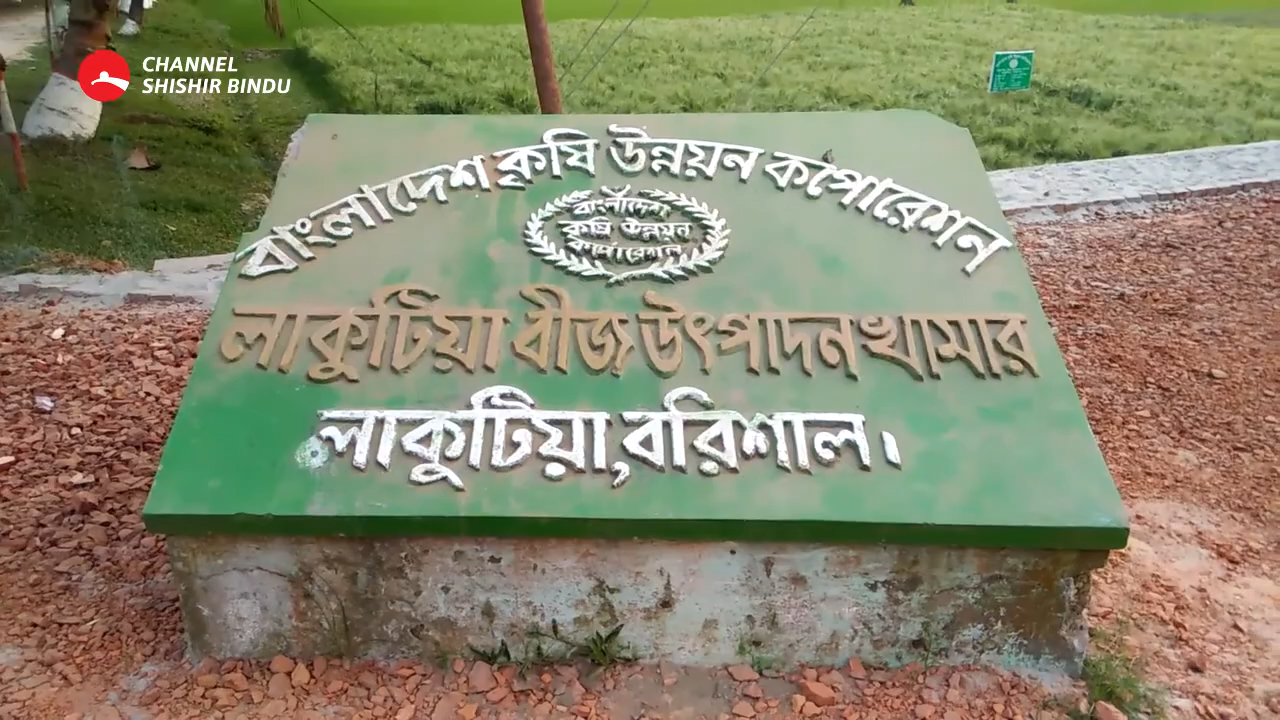 CHANNEL
SHISHIR BINDU
বাংলাদেশ কৃষি উন্নয়ন কর্পোরেশন
বাংলাদেশ
কৃষি উন্নয়ন
কর্পোরেশন
লাকুটিয়া বীজ উৎপাদন খামার
লাকুটিয়া, বরিশাল।